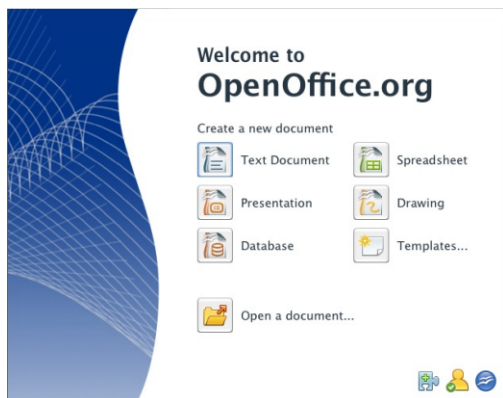 Welcome to
OpenOffice.org
Create a new document
Text Document Spreadsheet
Presentation Drawing
Database Templates...
Open a document...